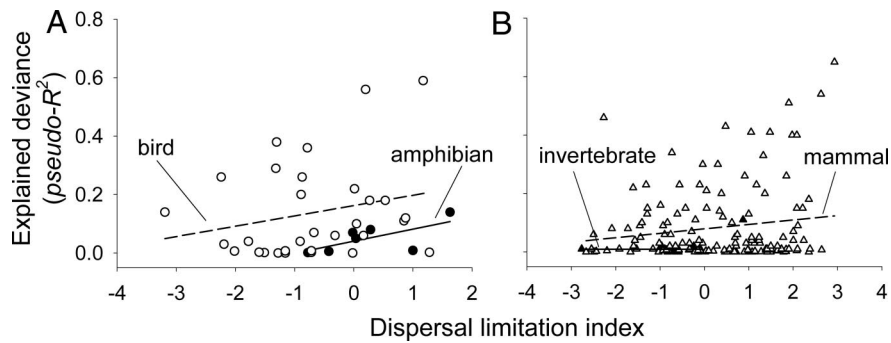 A
B
Explained deviance
(pseudo-R²)
0.8
0.6
0.4
0.2
0.0
bird
amphibian
invertebrate
mammal
-4 -3 -2 -1 0 1 2
-4 -3 -2 -1 0 1 2 3 4
Dispersal limitation index